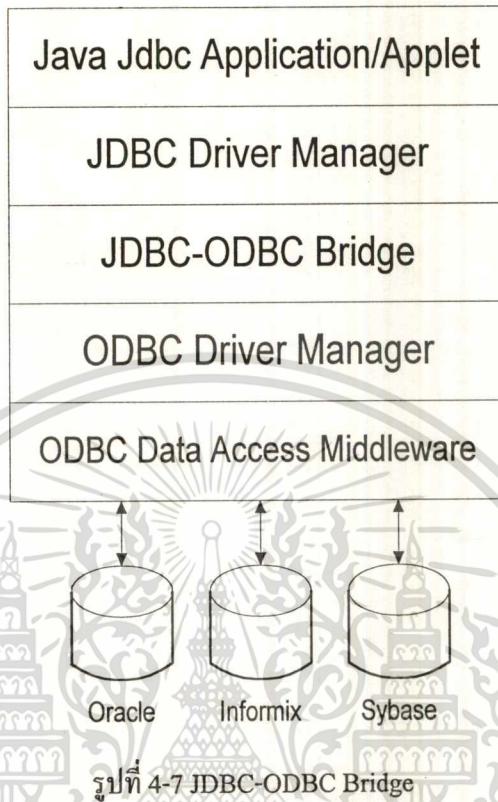 Java Jdbc Application/Applet
JDBC Driver Manager
JDBC-ODBC Bridge
ODBC Driver Manager
ODBC Data Access Middleware
Oracle Informix Sybase
รูปที่ 4-7 JDBC-ODBC Bridge